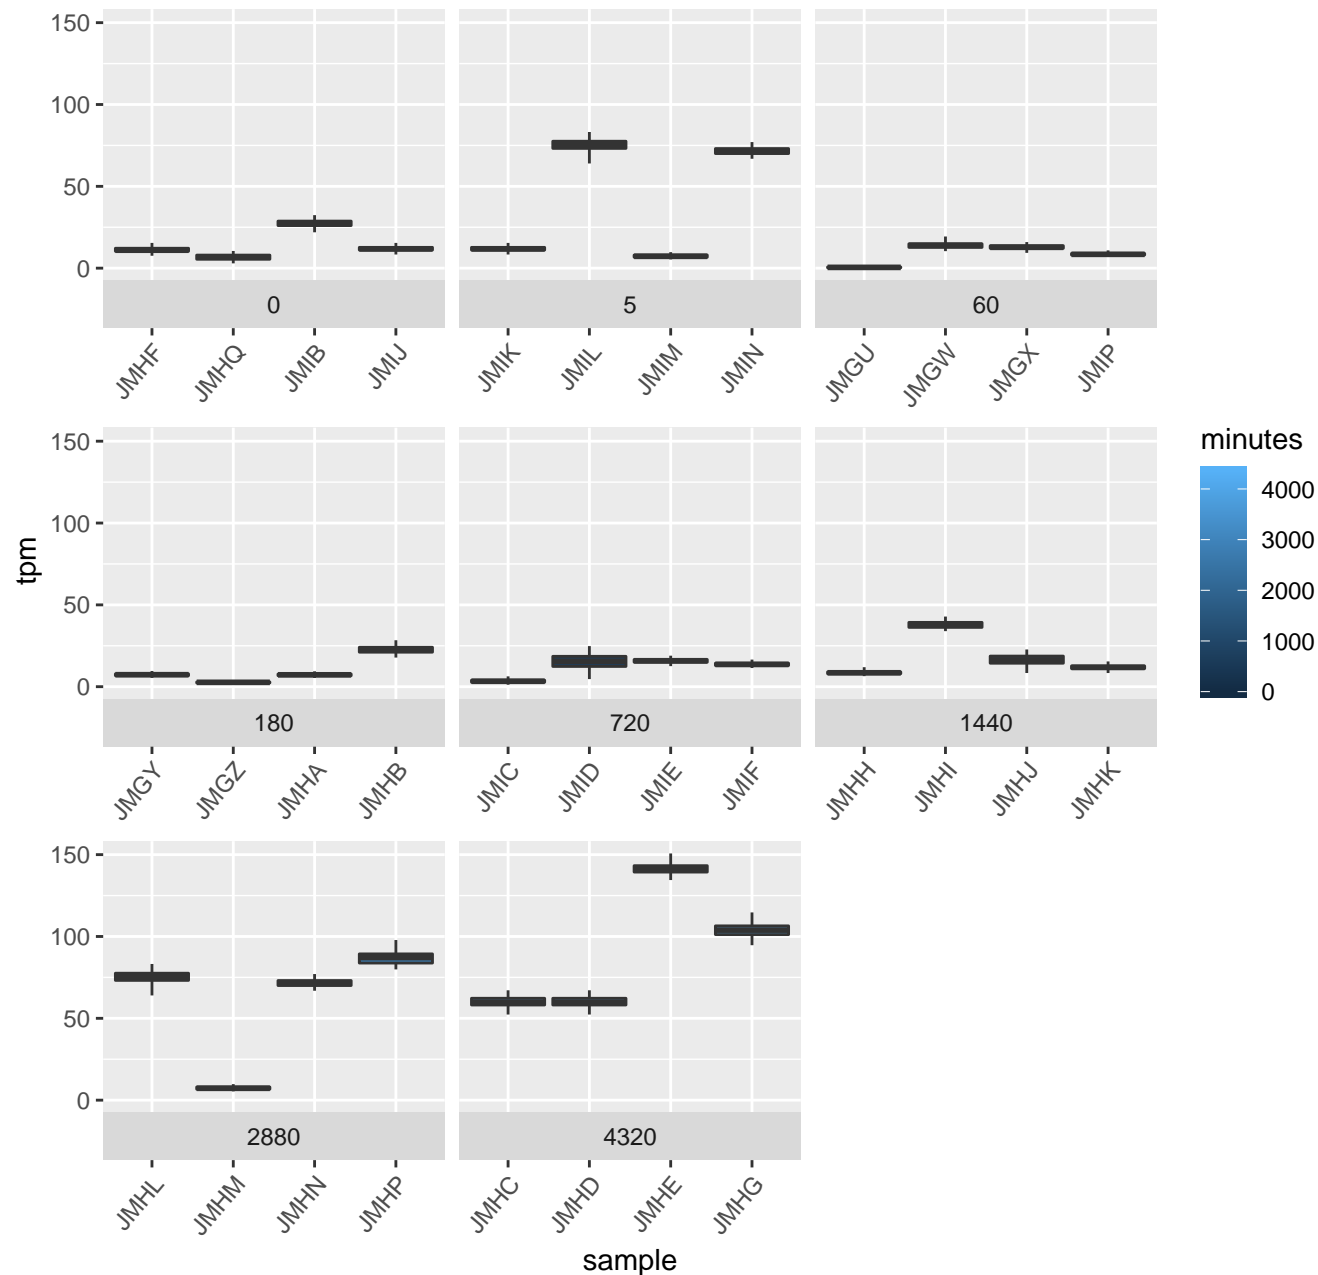 150
100
50
0
0 5 60
JMHF JMHQ JMIB JMIJ JMIK JMIL JMIM JMIN JMGU JMGW JMGX JMIP
150
100
50
0
180 720 1440
JMGY JMGZ JMHA JMHB JMIC JMID JMIE JMIF JMHH JMHI JMHJ JMHK
150
100
50
0
2880 4320
JMHL JMHM JMHN JMHP JMHC JMHD JMHE JMHG
sample
tpm
minutes
4000
3000
2000
1000
0